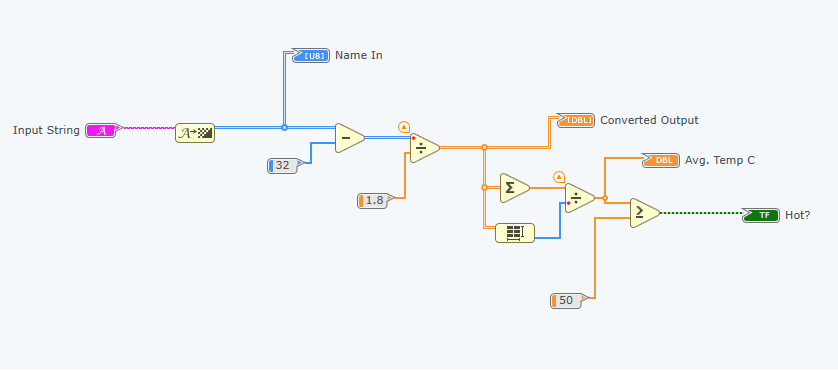 [U8] Name In
Input String
32
[DBL] Converted Output
1.8
DBL Avg. Temp C
Σ
TF Hot?
50